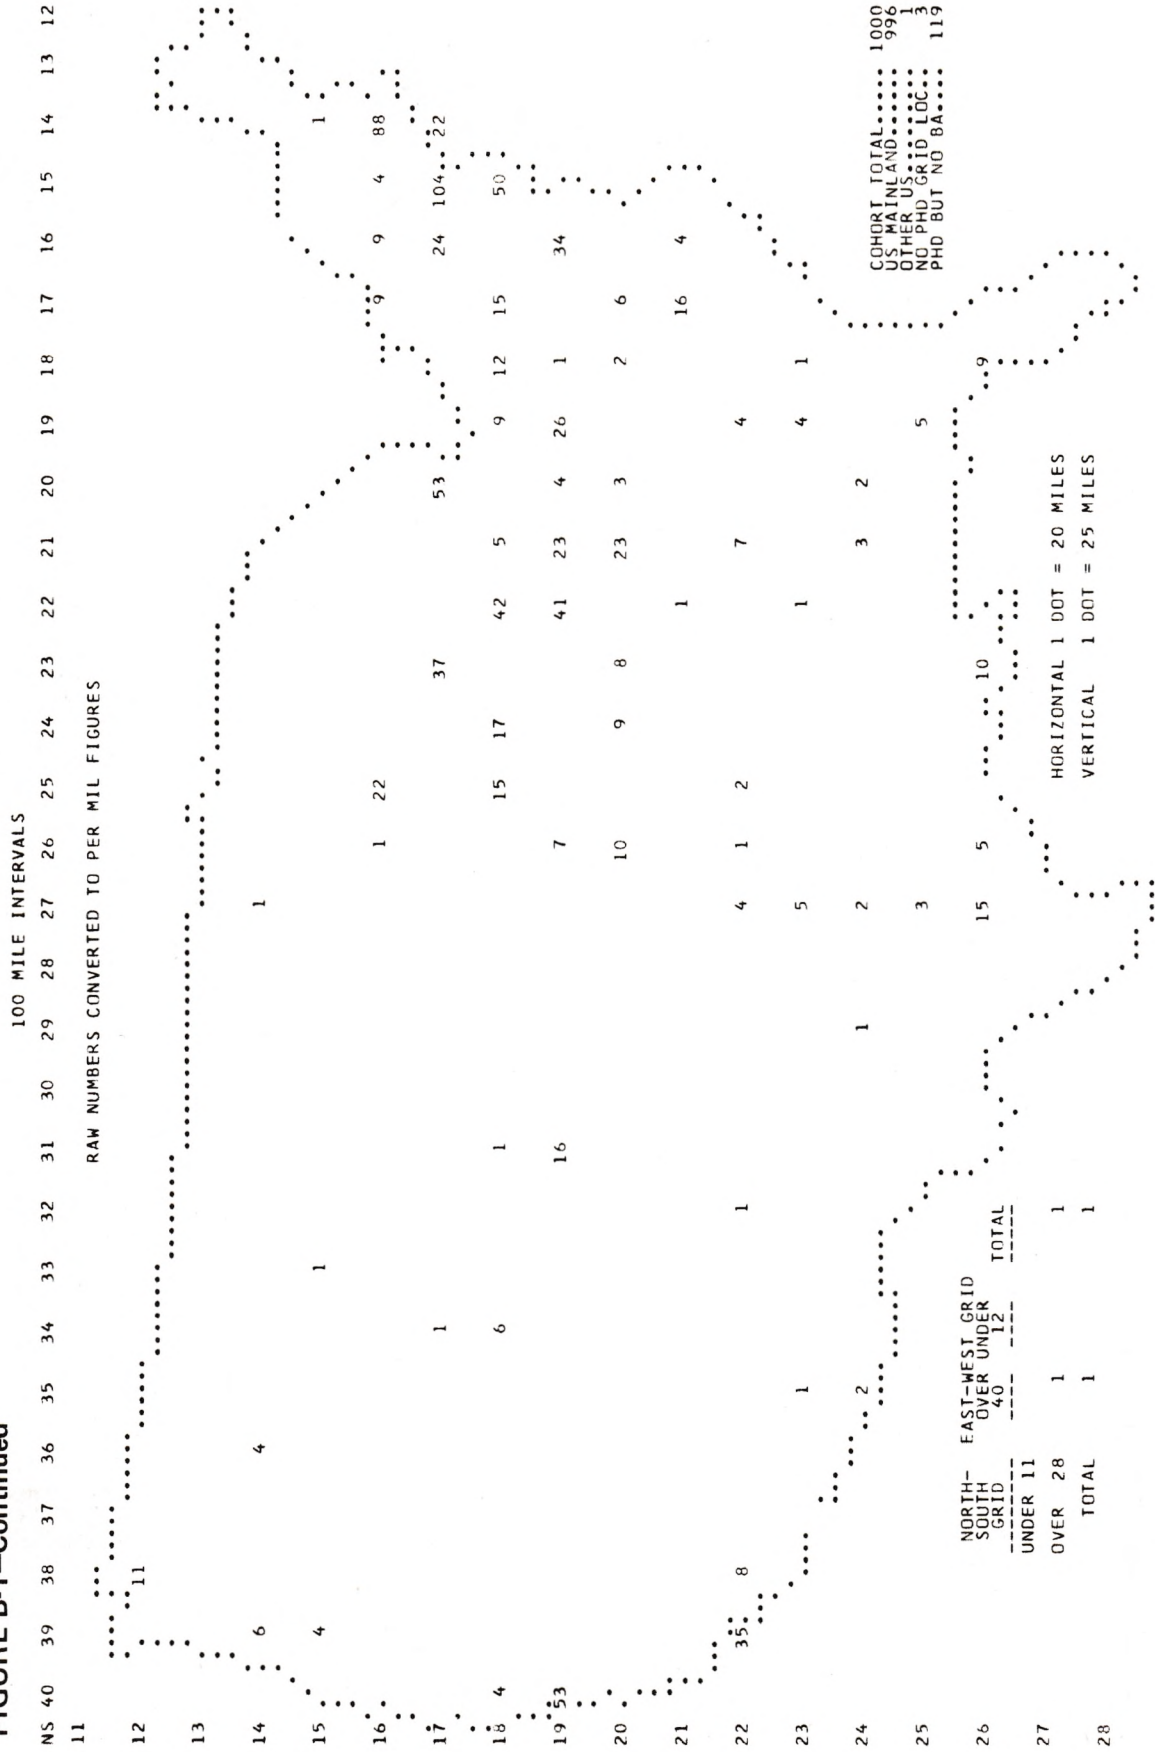 FIGURE Continued
100 MILE INTERVALS
NS 40 39 38 37 36 35 34 33 32 31 30 29 28 27 26 25 24 23 22 21 20 19 18 17 16 15 14 13 12
11
RAW NUMBERS CONVERTED TO PER MIL FIGURES
12 11
13
14 6 4 1
15 4 1 1
16 1 22 9 9 4 88
17 1 37 53 24 104 22
18 4 6 1 15 17 42 5 9 12 15 50
19 53 16 7 41 23 4 26 1 15 34
20 10 9 8 23 3 2 6
21 1 16 4
22 35 8 1 4 1 2 7 4
23 1 5 1 4 1
24 2 1 2 3 2
25 3 5
26 15 5 10 9
27
28
COHORT TOTAL...... 1000
US MAINLAND...... 996
OTHER US........ 1
NO PHD GRID LOC.. 3
PHD BUT NO BA.... 119
NORTH- EAST-WEST GRID
SOUTH OVER UNDER
GRID 40 12 TOTAL
UNDER 11
OVER 28 1 1
TOTAL 1 1
HORIZONTAL 1 DOT = 20 MILES
VERTICAL 1 DOT = 25 MILES